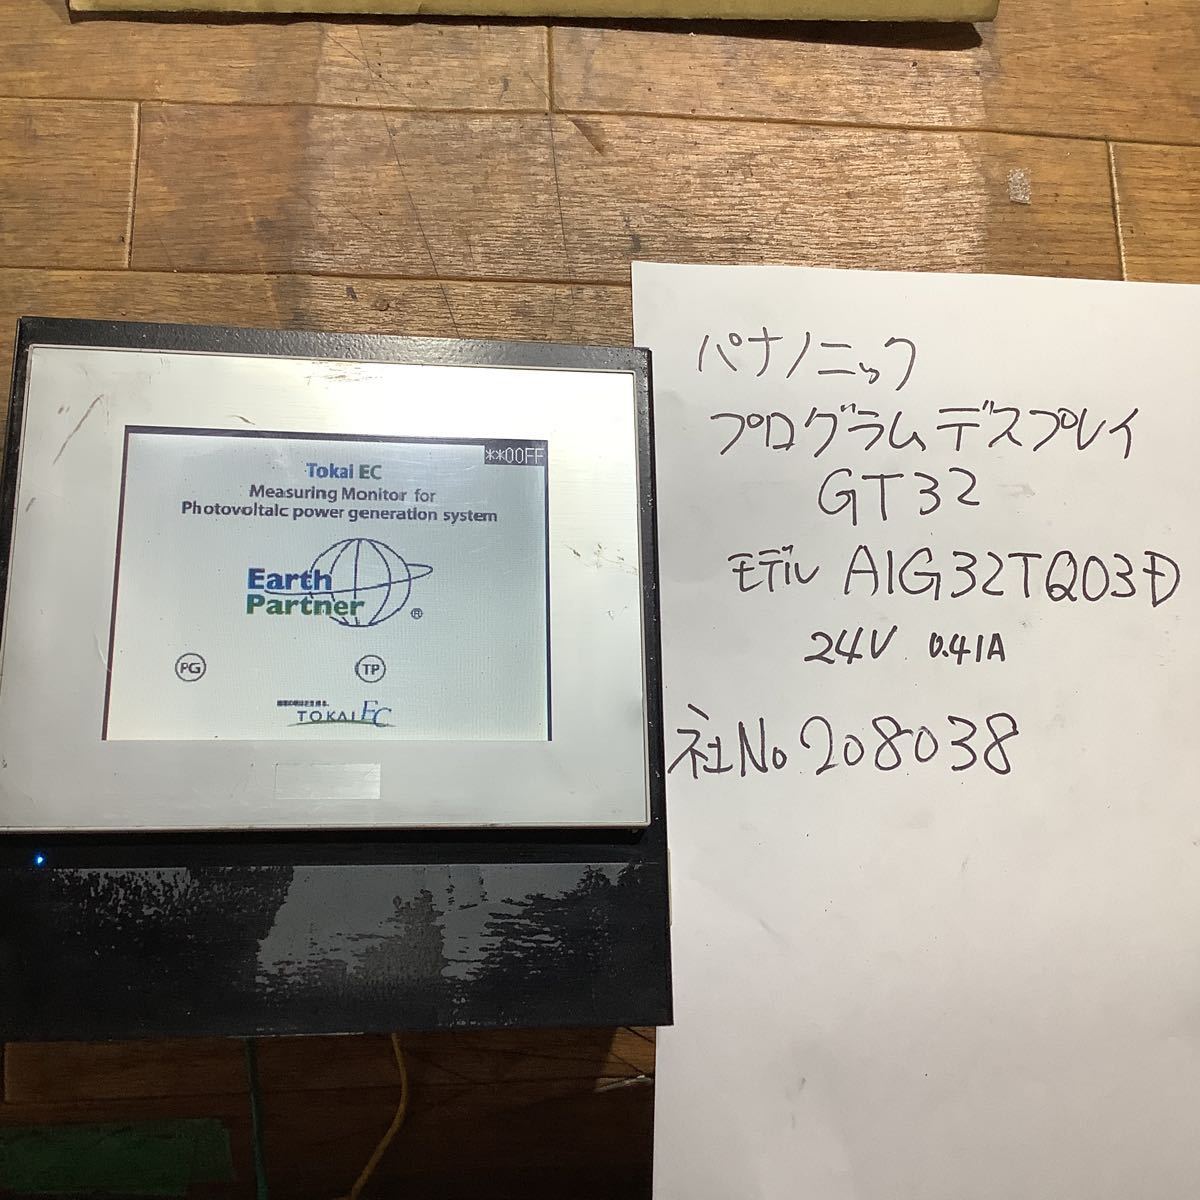 **00FF
Tokai EC
Measuring Monitor for
Photovoltaic power generation system
Earth
Partner
®
PG
TP
TOKAI EC
パナソニック
プログラムデスプレイ
GT32
モデル AIG32TQ03D
24V 0.41A
社No 208038